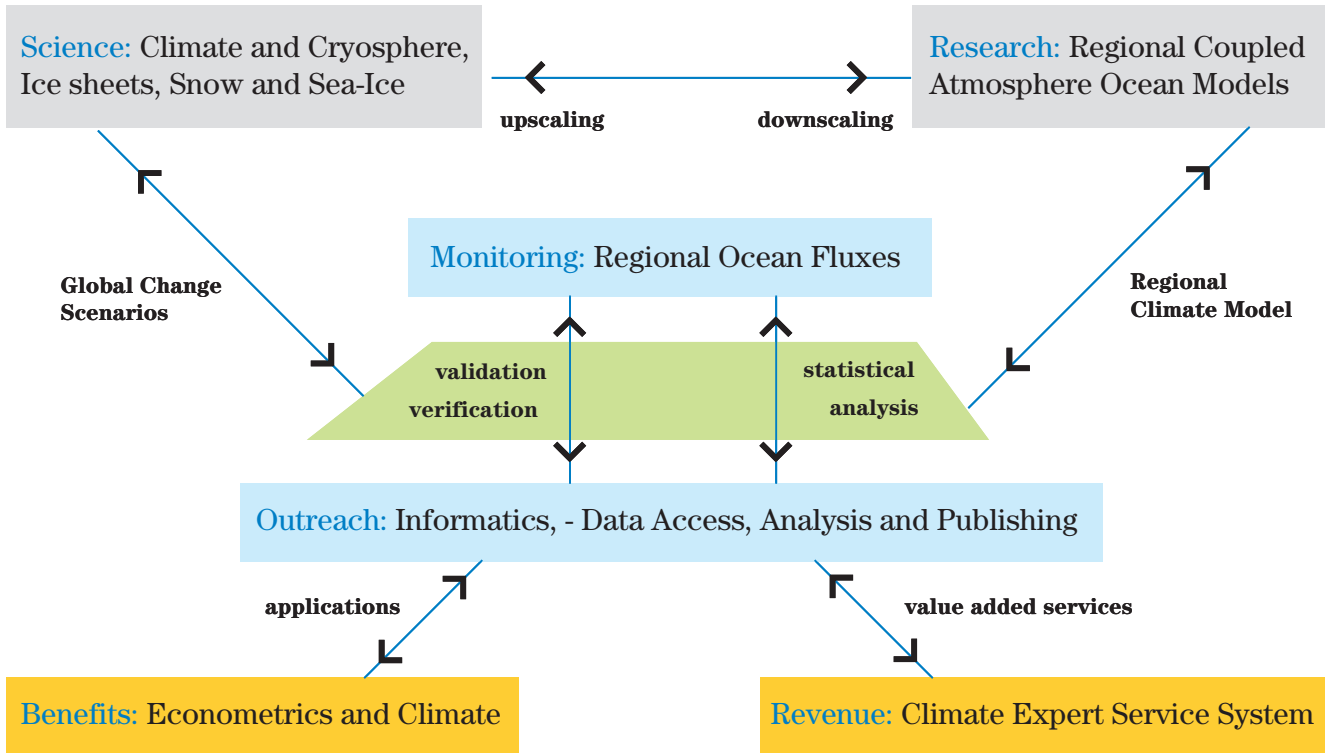 Science: Climate and Cryosphere,
Ice sheets, Snow and Sea-Ice
Research: Regional Coupled
Atmosphere Ocean Models
upscaling
downscaling
Monitoring: Regional Ocean Fluxes
Global Change
Scenarios
Regional
Climate Model
validation
verification
statistical
analysis
Outreach: Informatics, - Data Access, Analysis and Publishing
applications
value added services
Benefits: Econometrics and Climate
Revenue: Climate Expert Service System